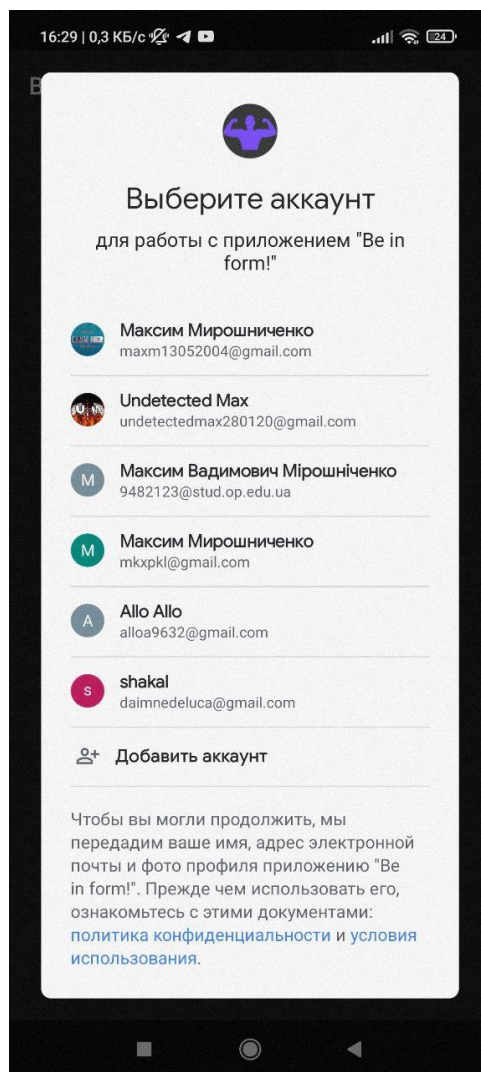 16:29 | 0,3 КБ/с
24
В
Выберите аккаунт
для работы с приложением "Be in
form!"
Максим Мирошниченко
maxm13052004@gmail.com
Undetected Max
undetectedmax280120@gmail.com
М
Максим Вадимович Мірошніченко
9482123@stud.op.edu.ua
М
Максим Мирошниченко
mkxpkl@gmail.com
A
Allo Allo
alloa9632@gmail.com
s
shakal
daimnedeluca@gmail.com
Добавить аккаунт
Чтобы вы могли продолжить, мы
передадим ваше имя, адрес электронной
почты и фото профиля приложению "Be
in form!". Прежде чем использовать его,
ознакомьтесь с этими документами:
политика конфиденциальности и условия
использования.